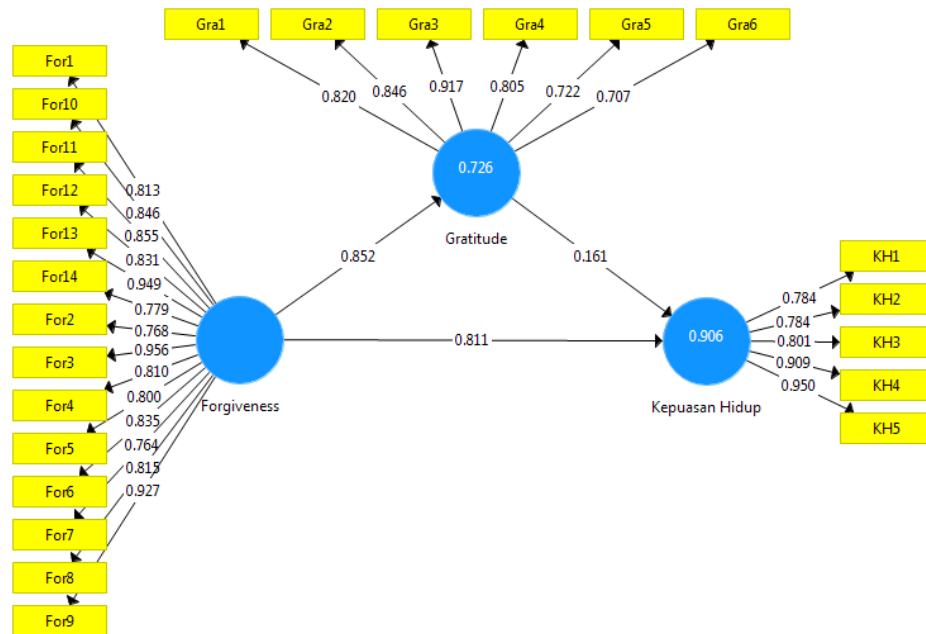 Gra1 Gra2 Gra3 Gra4 Gra5 Gra6
0.820 0.846 0.917 0.805 0.722 0.707
For1
For10
For11
For12
For13
For14
For2
For3
For4
For5
For6
For7
For8
For9
0.813
0.846
0.855
0.831
0.949
0.779
0.768
0.956
0.810
0.800
0.835
0.764
0.815
0.927
Forgiveness
0.852
0.726
Gratitude
0.161
0.811
0.906
Kepuasan Hidup
0.784
0.784
0.801
0.909
0.950
KH1
KH2
KH3
KH4
KH5